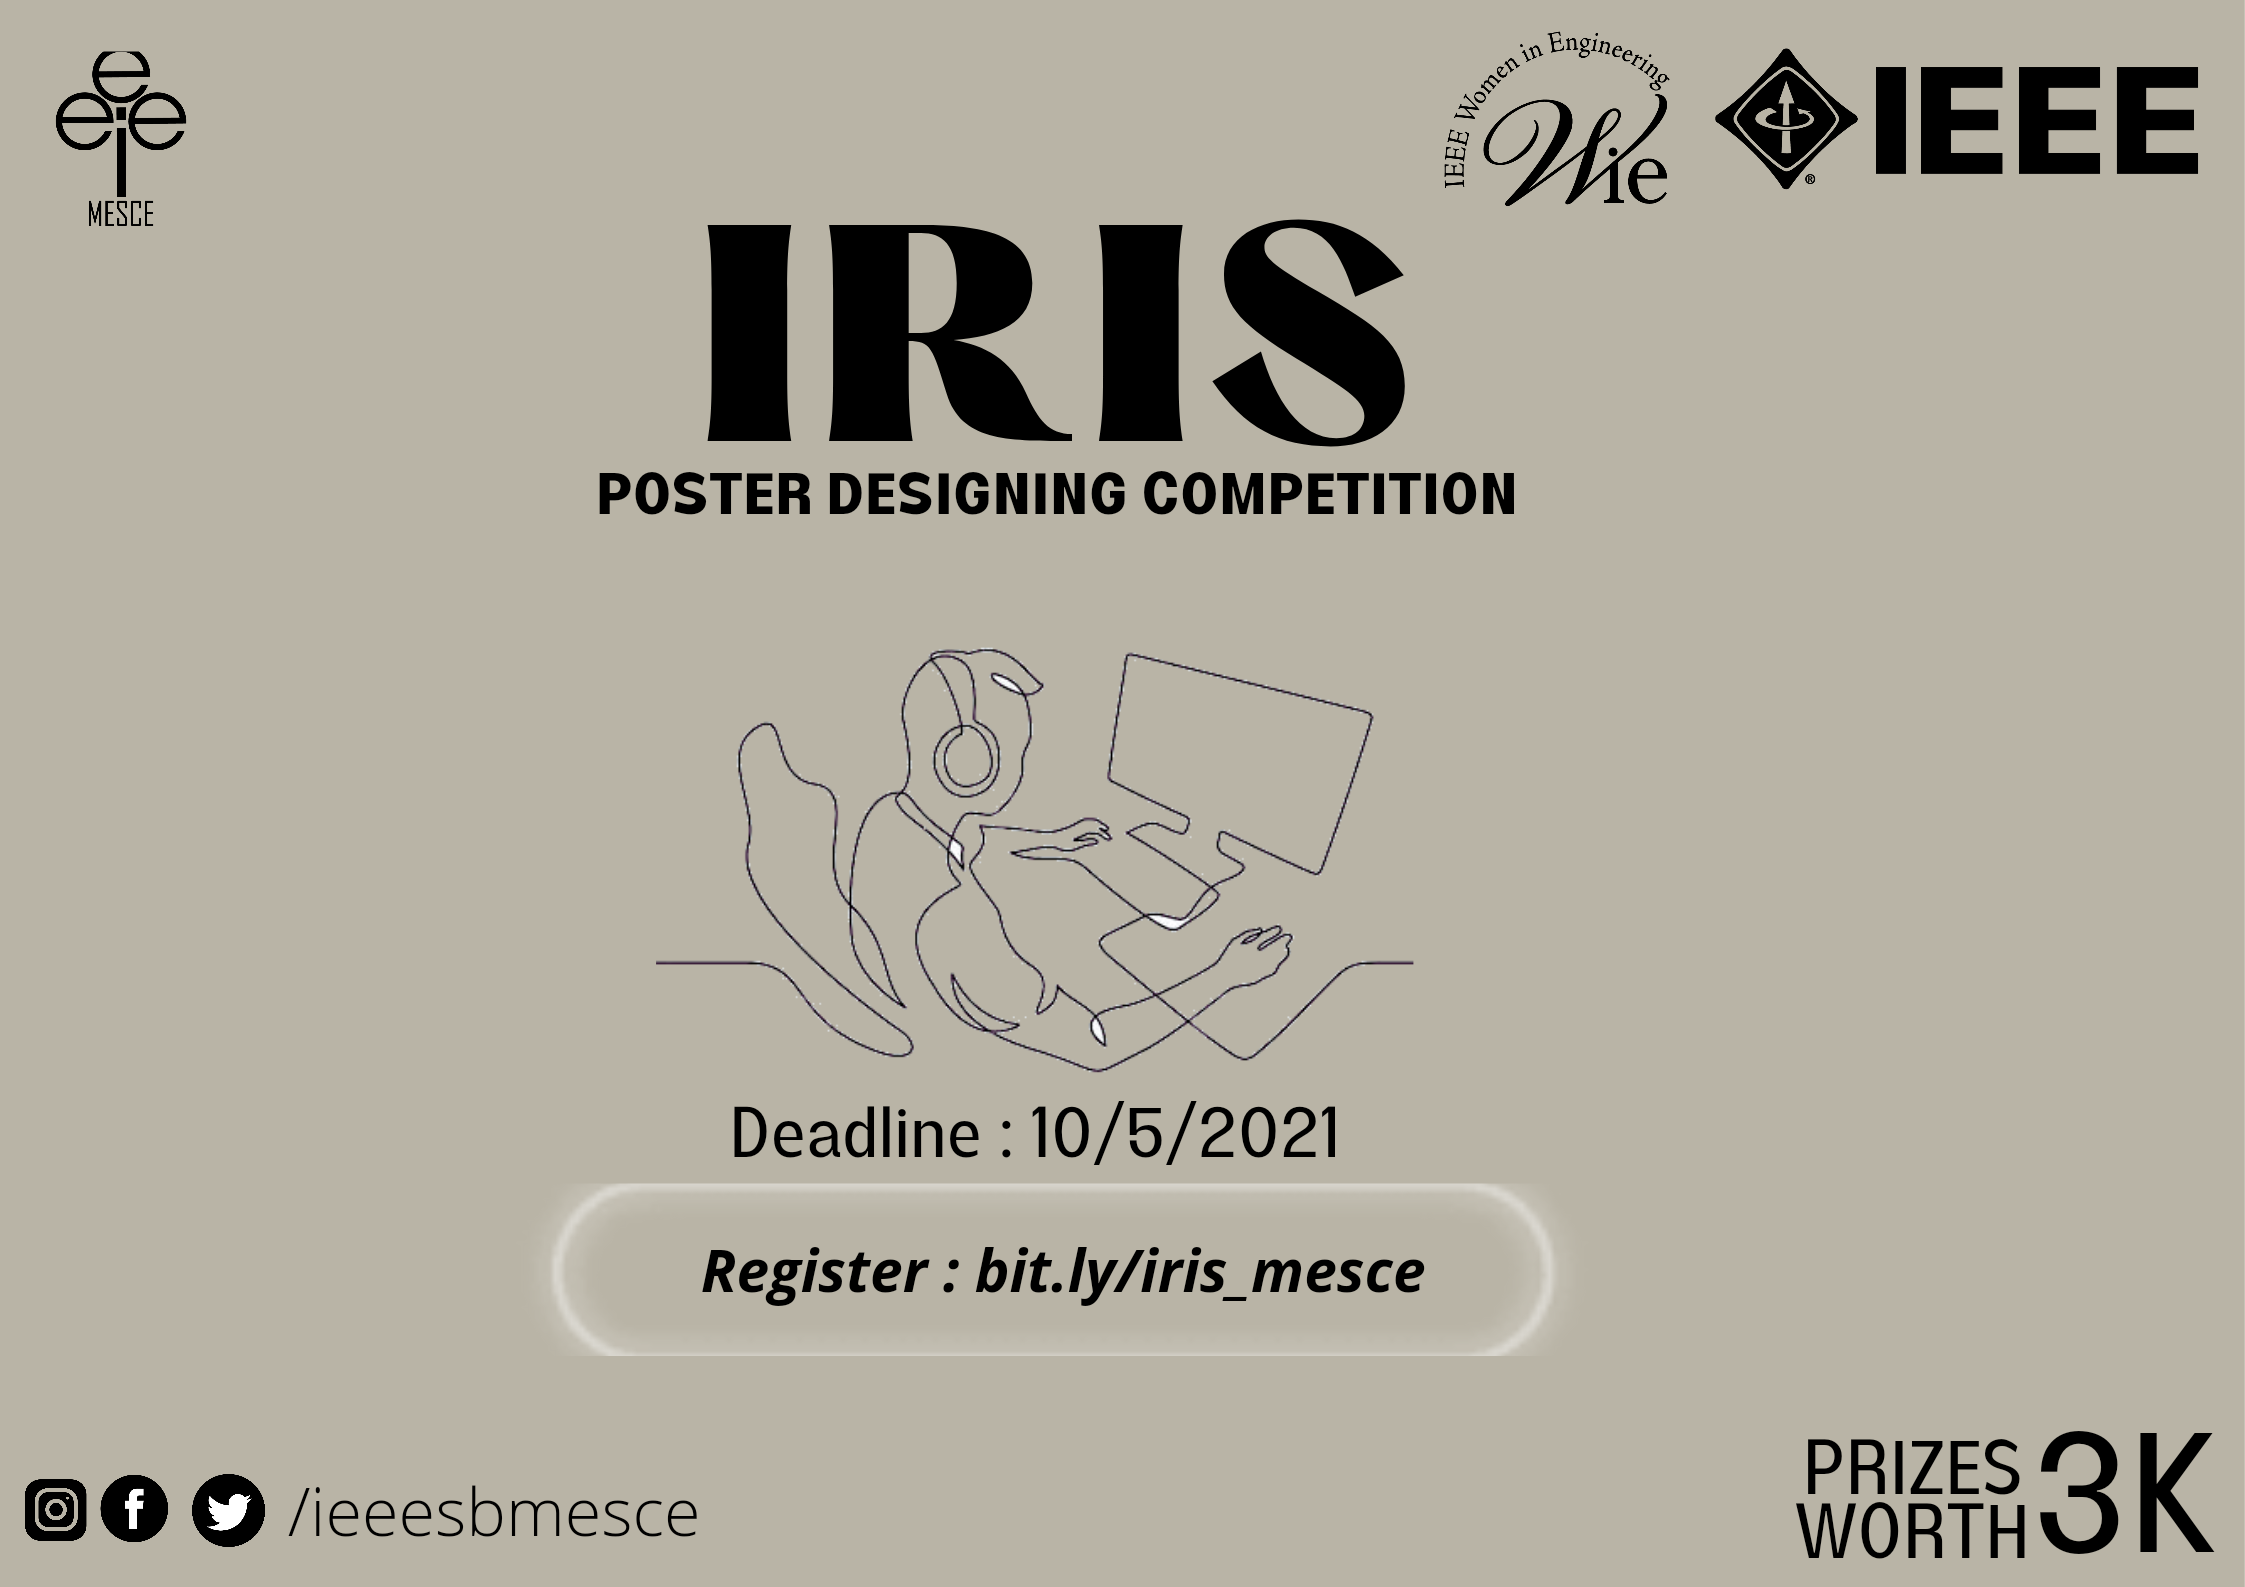 eeie
MESCE
IEEE Women in Engineering
Wie
®
IEEE
IRIS
POSTER DESIGNING COMPETITION
Deadline : 10/5/2021
Register : bit.ly/iris_mesce
/ieeesbmesce
PRIZES
WORTH 3K